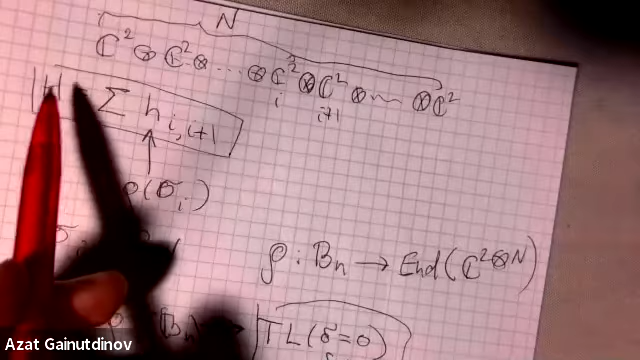 N
ℂ² ⊗ ℂ² ⊗ ... ⊗ ℂ² ⊗ ℂ² ⊗ ... ⊗ ℂ²
i i+1
H = Σ h_{i,i+1}
ρ(σ_i)
ρ : B_n → End(ℂ^{2⊗N})
TL(δ=0)
Azat Gainutdinov